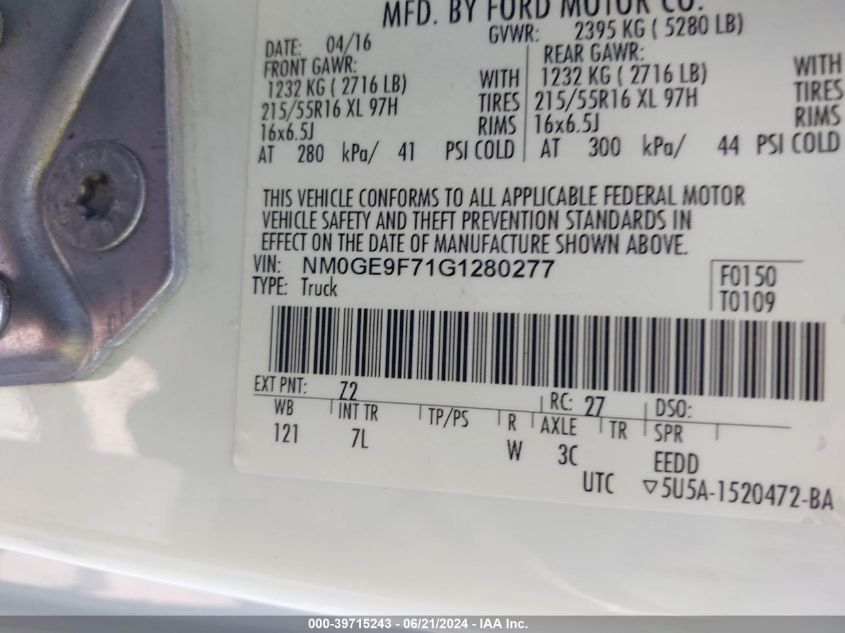 MFD. BY FORD MOTOR CO.
DATE: 04/16 GVWR: 2395 KG ( 5280 LB)
FRONT GAWR: REAR GAWR:
1232 KG ( 2716 LB) WITH 1232 KG ( 2716 LB) WITH
215/55R16 XL 97H TIRES 215/55R16 XL 97H TIRES
16x6.5J RIMS 16x6.5J RIMS
AT 280 kPa/ 41 PSI COLD AT 300 kPa/ 44 PSI COLD
THIS VEHICLE CONFORMS TO ALL APPLICABLE FEDERAL MOTOR
VEHICLE SAFETY AND THEFT PREVENTION STANDARDS IN
EFFECT ON THE DATE OF MANUFACTURE SHOWN ABOVE.
VIN: NM0GE9F71G1280277 F0150
TYPE: Truck T0109
EXT PNT: Z2 RC: 27 DSO:
WB INT TR TP/PS R AXLE TR SPR
121 7L W 3C EEDD
UTC ▽5U5A-1520472-BA
000-39715243 - 06/21/2024 - IAA Inc.